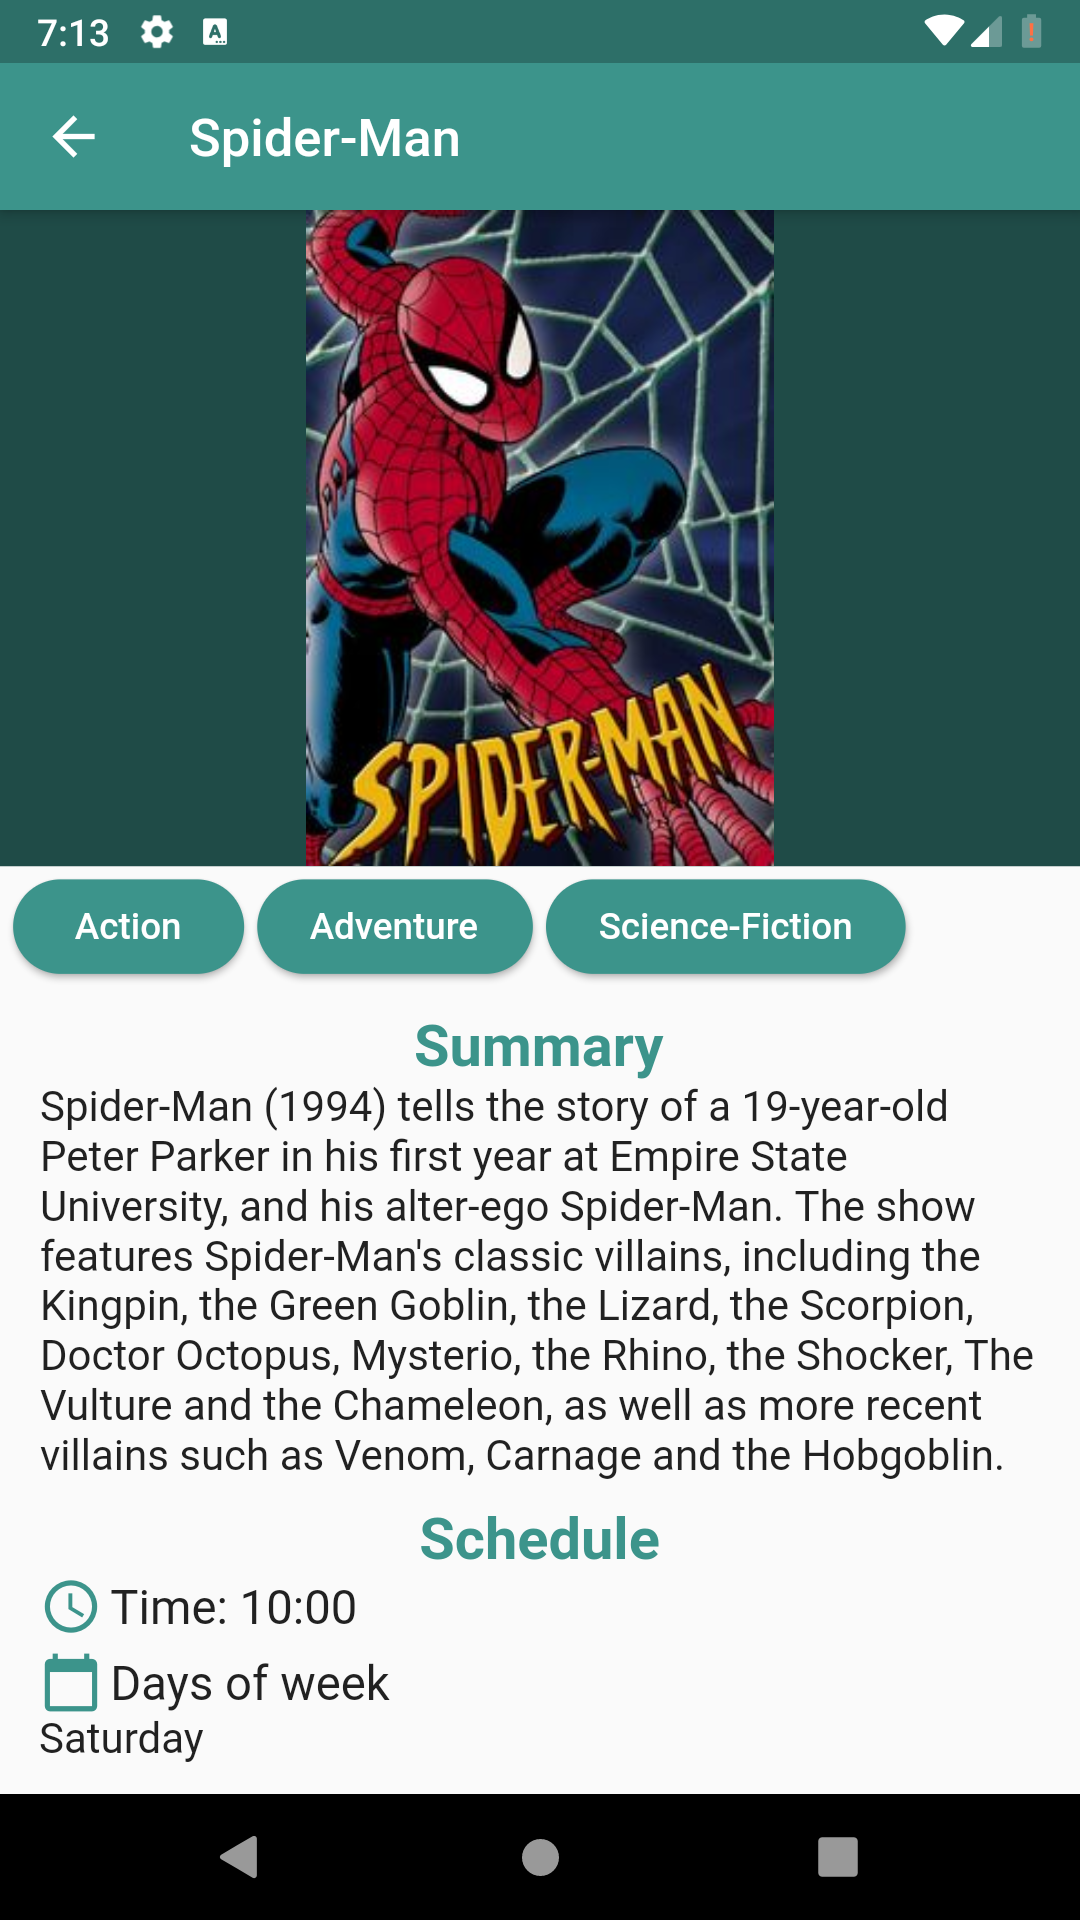 7:13
A
Spider-Man
SPIDER-MAN
Action
Adventure
Science-Fiction
Summary
Spider-Man (1994) tells the story of a 19-year-old
Peter Parker in his first year at Empire State
University, and his alter-ego Spider-Man. The show
features Spider-Man's classic villains, including the
Kingpin, the Green Goblin, the Lizard, the Scorpion,
Doctor Octopus, Mysterio, the Rhino, the Shocker, The
Vulture and the Chameleon, as well as more recent
villains such as Venom, Carnage and the Hobgoblin.
Schedule
Time: 10:00
Days of week
Saturday